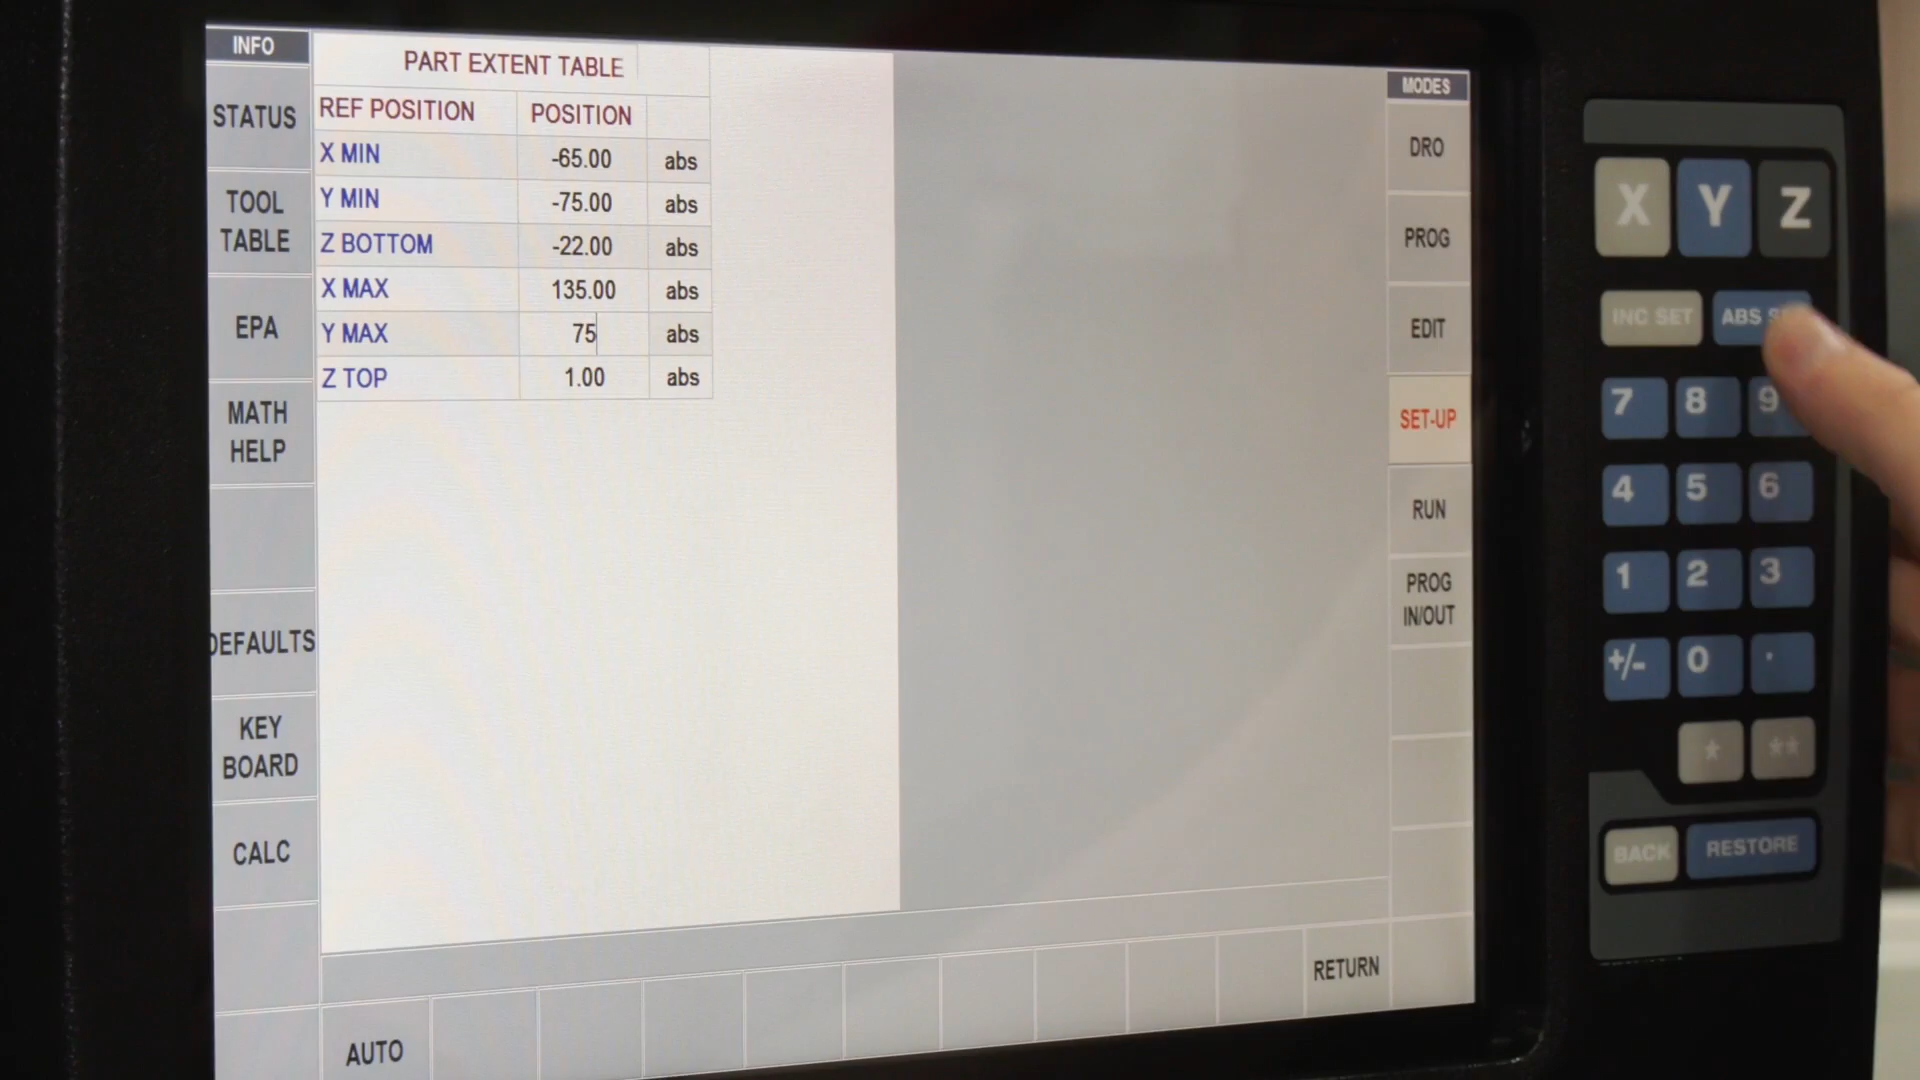 INFO
STATUS
TOOL
TABLE
EPA
MATH
HELP
DEFAULTS
KEY
BOARD
CALC
PART EXTENT TABLE
REF POSITION POSITION
X MIN -65.00 abs
Y MIN -75.00 abs
Z BOTTOM -22.00 abs
X MAX 135.00 abs
Y MAX 75 abs
Z TOP 1.00 abs
AUTO
RETURN
MODES
DRO
PROG
EDIT
SET-UP
RUN
PROG
IN/OUT
X Y Z
INC SET ABS
7 8 9
4 5 6
1 2 3
+/- 0 .
* **
BACK RESTORE